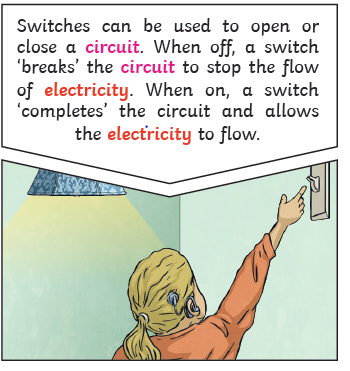 Switches can be used to open or
close a circuit. When off, a switch
‘breaks’ the circuit to stop the flow
of electricity. When on, a switch
‘completes’ the circuit and allows
the electricity to flow.